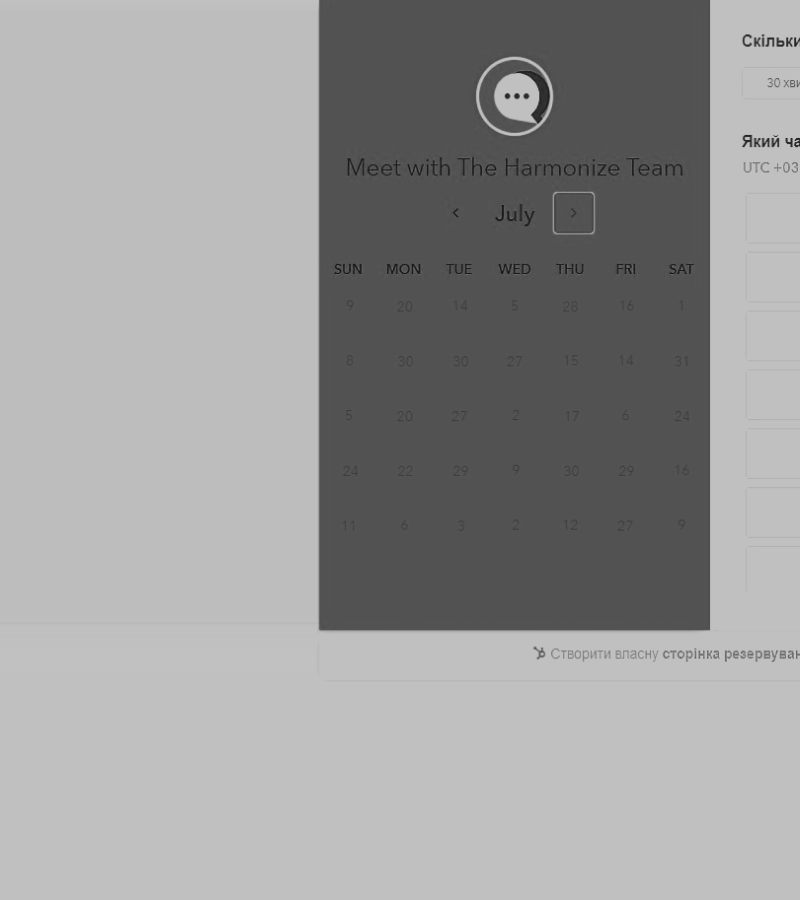 Meet with The Harmonize Team
July
SUN MON TUE WED THU FRI SAT
9 20 14 5 28 16 1
8 30 30 27 15 14 31
5 20 27 2 17 6 24
24 22 29 9 30 29 16
11 6 3 2 12 27 9
Скільки
30 хви
Який ча
UTC +03
Створити власну сторінка резервуван